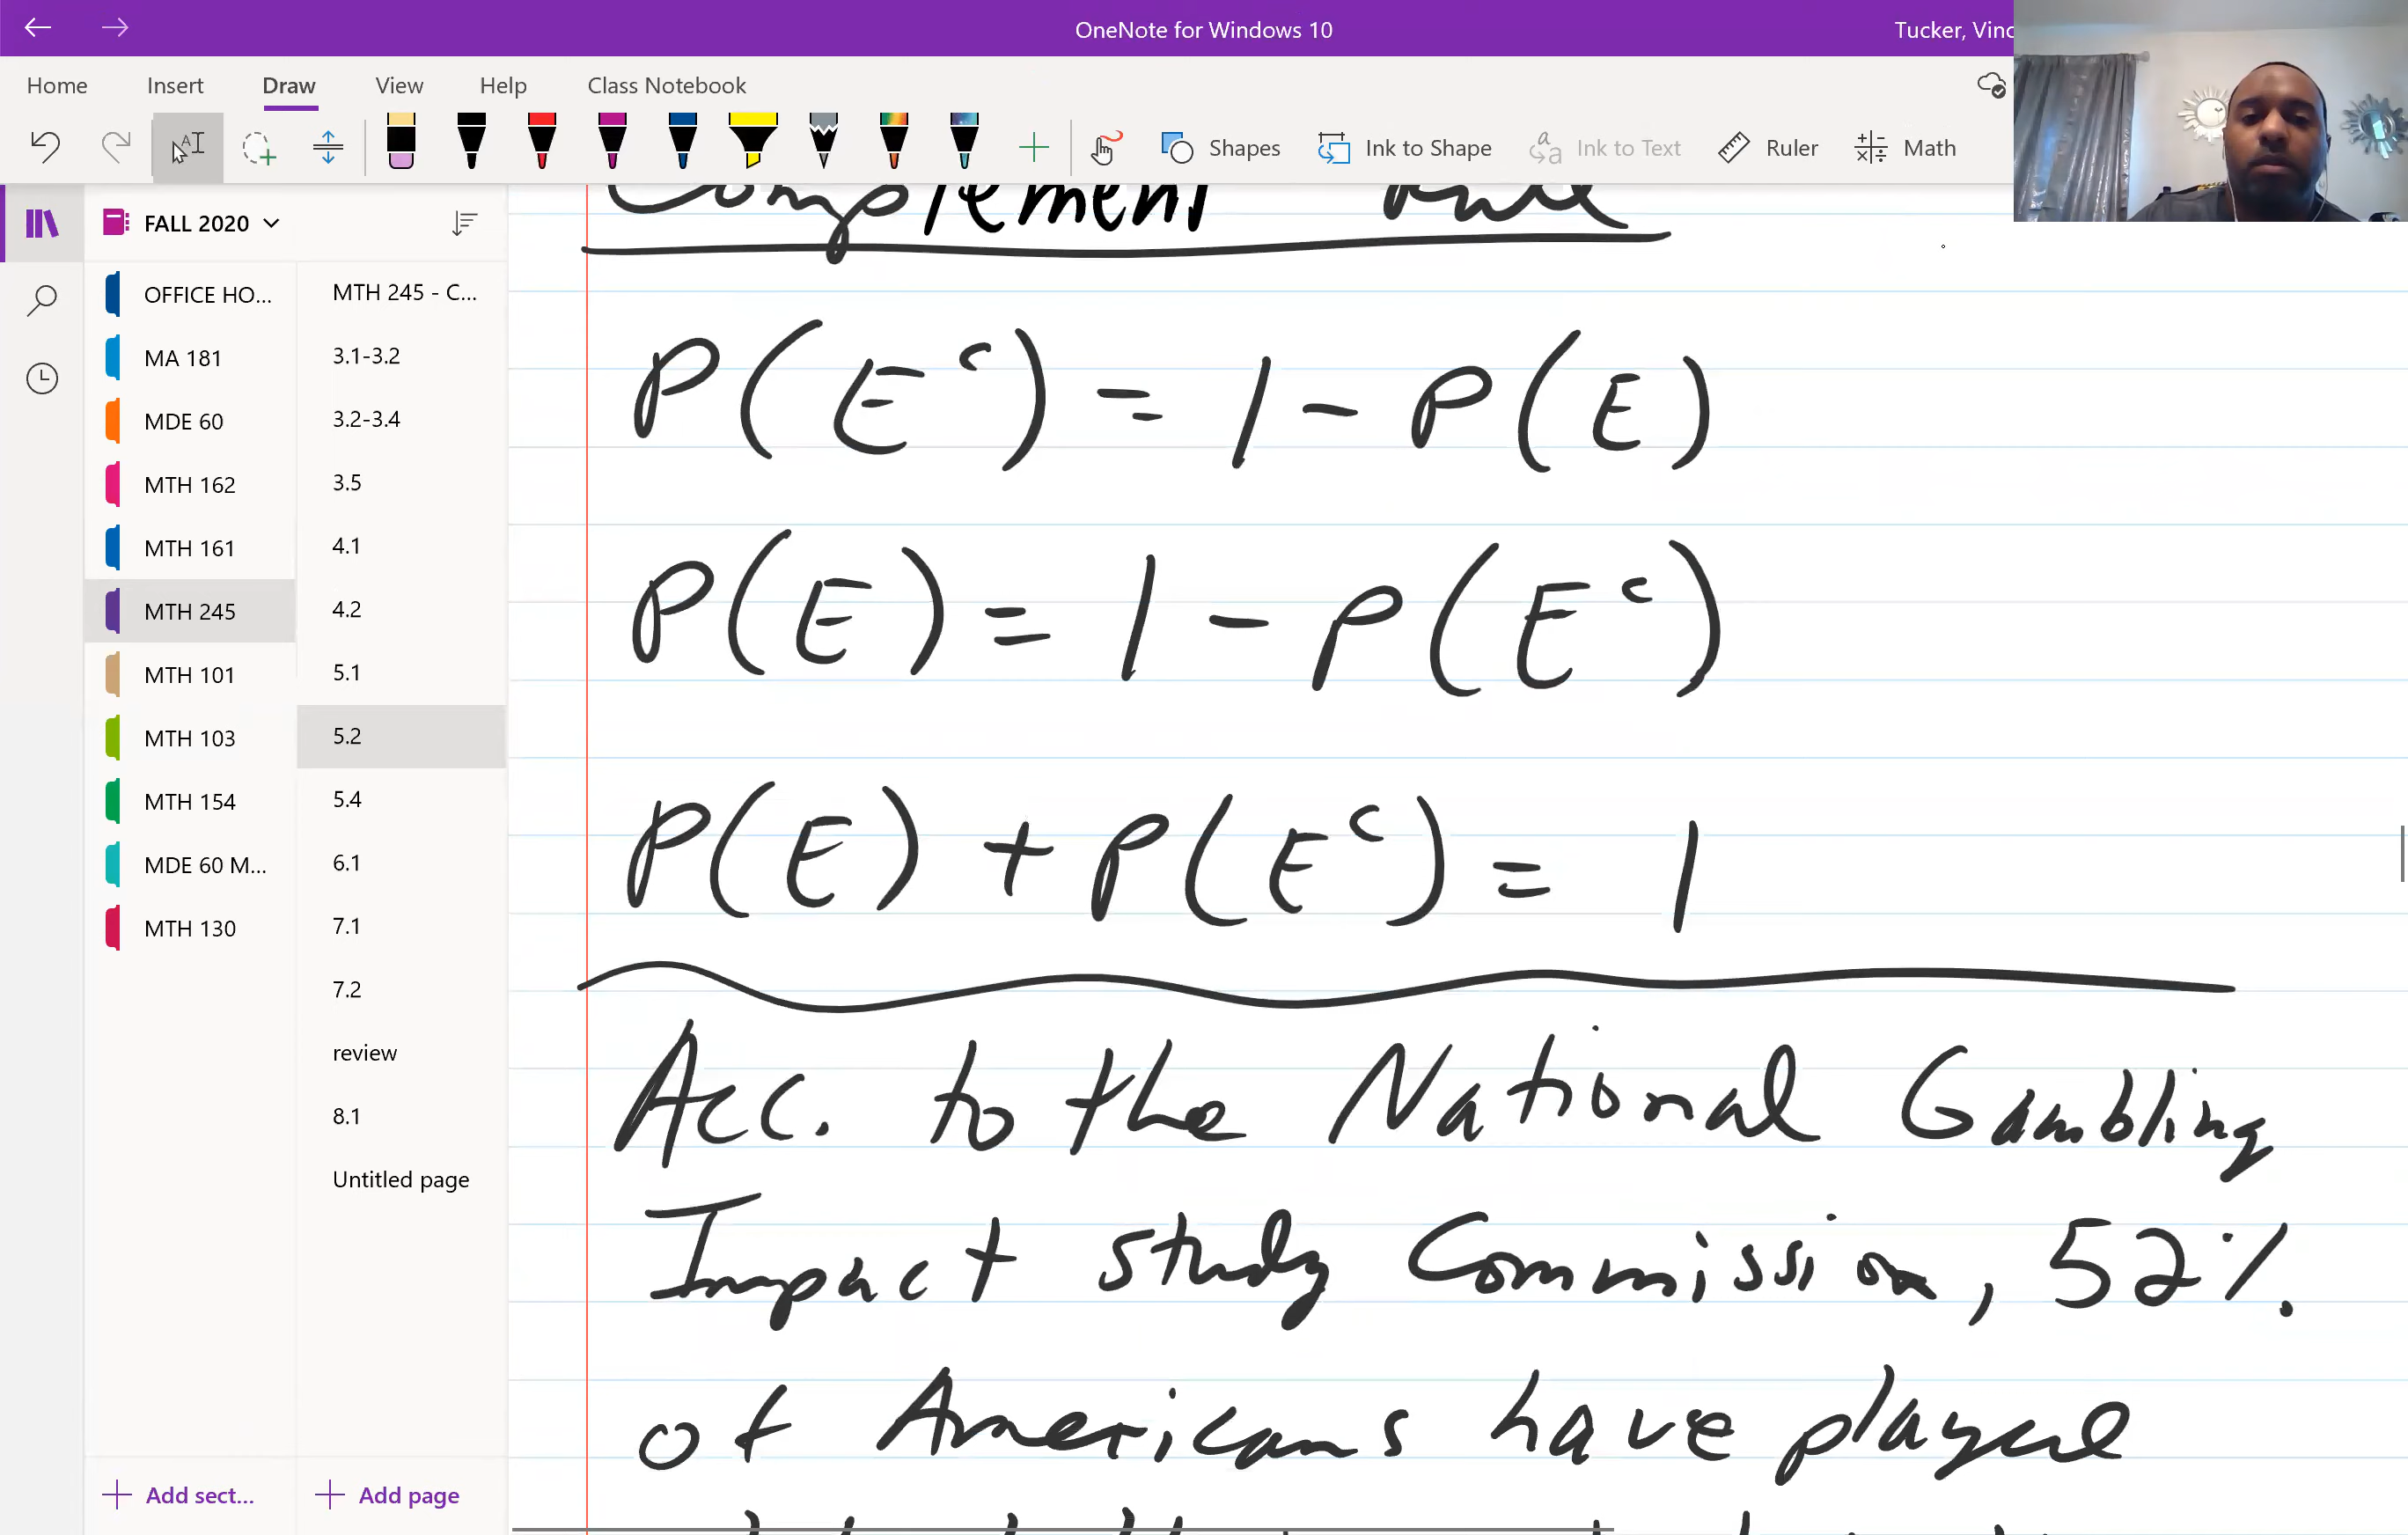 OneNote for Windows 10
Tucker, Vinc
Home Insert Draw View Help Class Notebook
Shapes Ink to Shape Ink to Text Ruler Math
FALL 2020
OFFICE HO...
MA 181
MDE 60
MTH 162
MTH 161
MTH 245
MTH 101
MTH 103
MTH 154
MDE 60 M...
MTH 130
Add sect...
MTH 245 - C...
3.1-3.2
3.2-3.4
3.5
4.1
4.2
5.1
5.2
5.4
6.1
7.1
7.2
review
8.1
Untitled page
Add page
Complement Rule
P(E^c) = 1 - P(E)
P(E) = 1 - P(E^c)
P(E) + P(E^c) = 1
Acc. to the National Gambling
Impact study Commission, 52%
of Americans have played